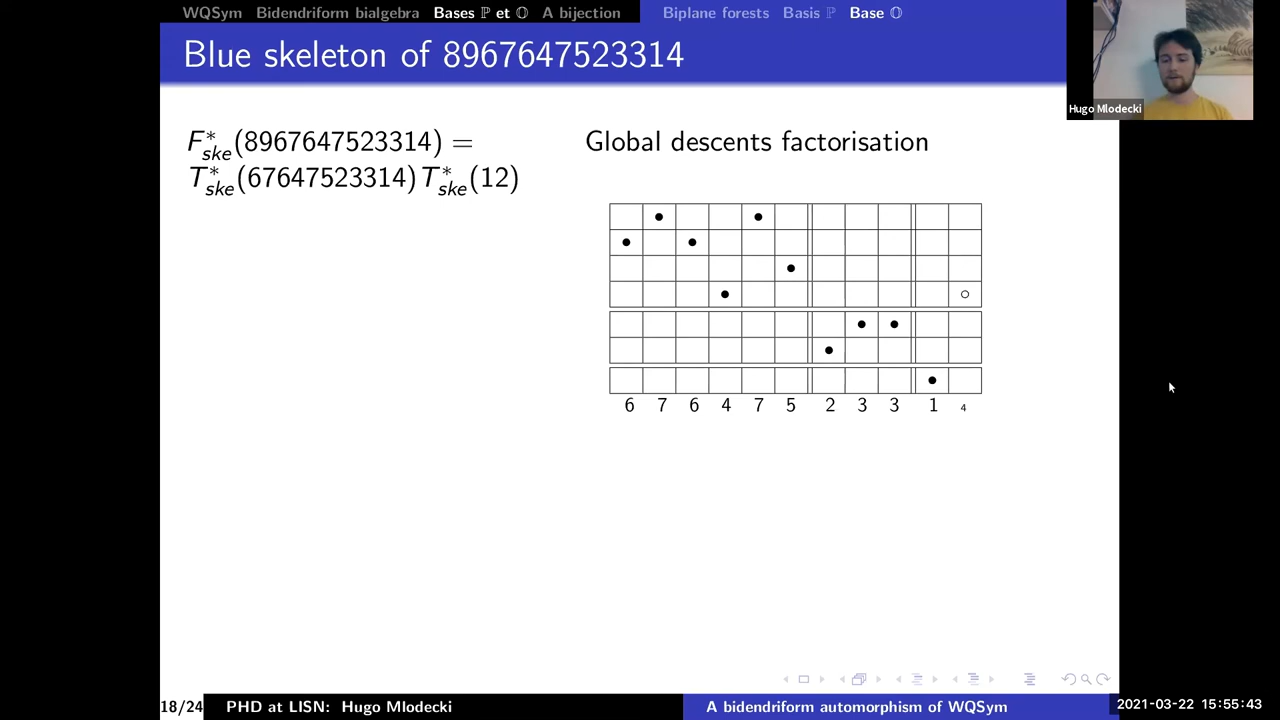 WQSym Bidendriform bialgebra Bases ℙ et 𝕆 A bijection Biplane forests Basis ℙ Base 𝕆
Blue skeleton of 8967647523314
Hugo Mlodecki
F*ske(8967647523314) =
T*ske(67647523314) T*ske(12)
Global descents factorisation
6 7 6 4 7 5 2 3 3 1 4
18/24 PHD at LISN: Hugo Mlodecki A bidendriform automorphism of WQSym
2021-03-22 15:55:43